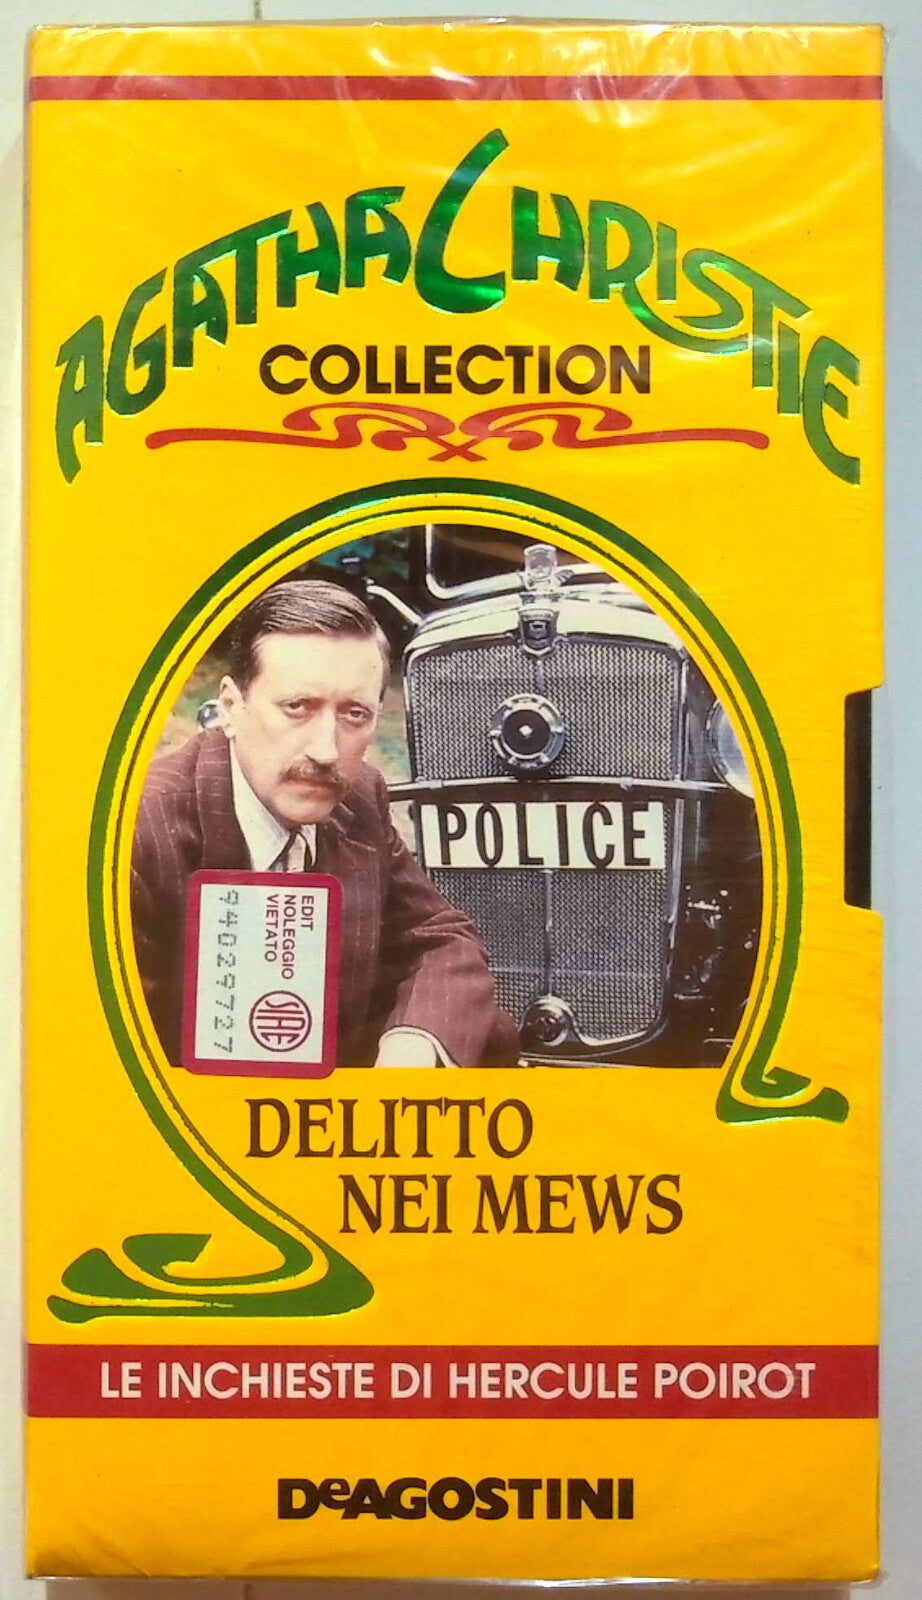 AGATHA CHRISTIE
COLLECTION
POLICE
EDIT
NOLEGGIO
VIETATO
SIAE
94029727
DELITTO
NEI MEWS
LE INCHIESTE DI HERCULE POIROT
DeAGOSTINI